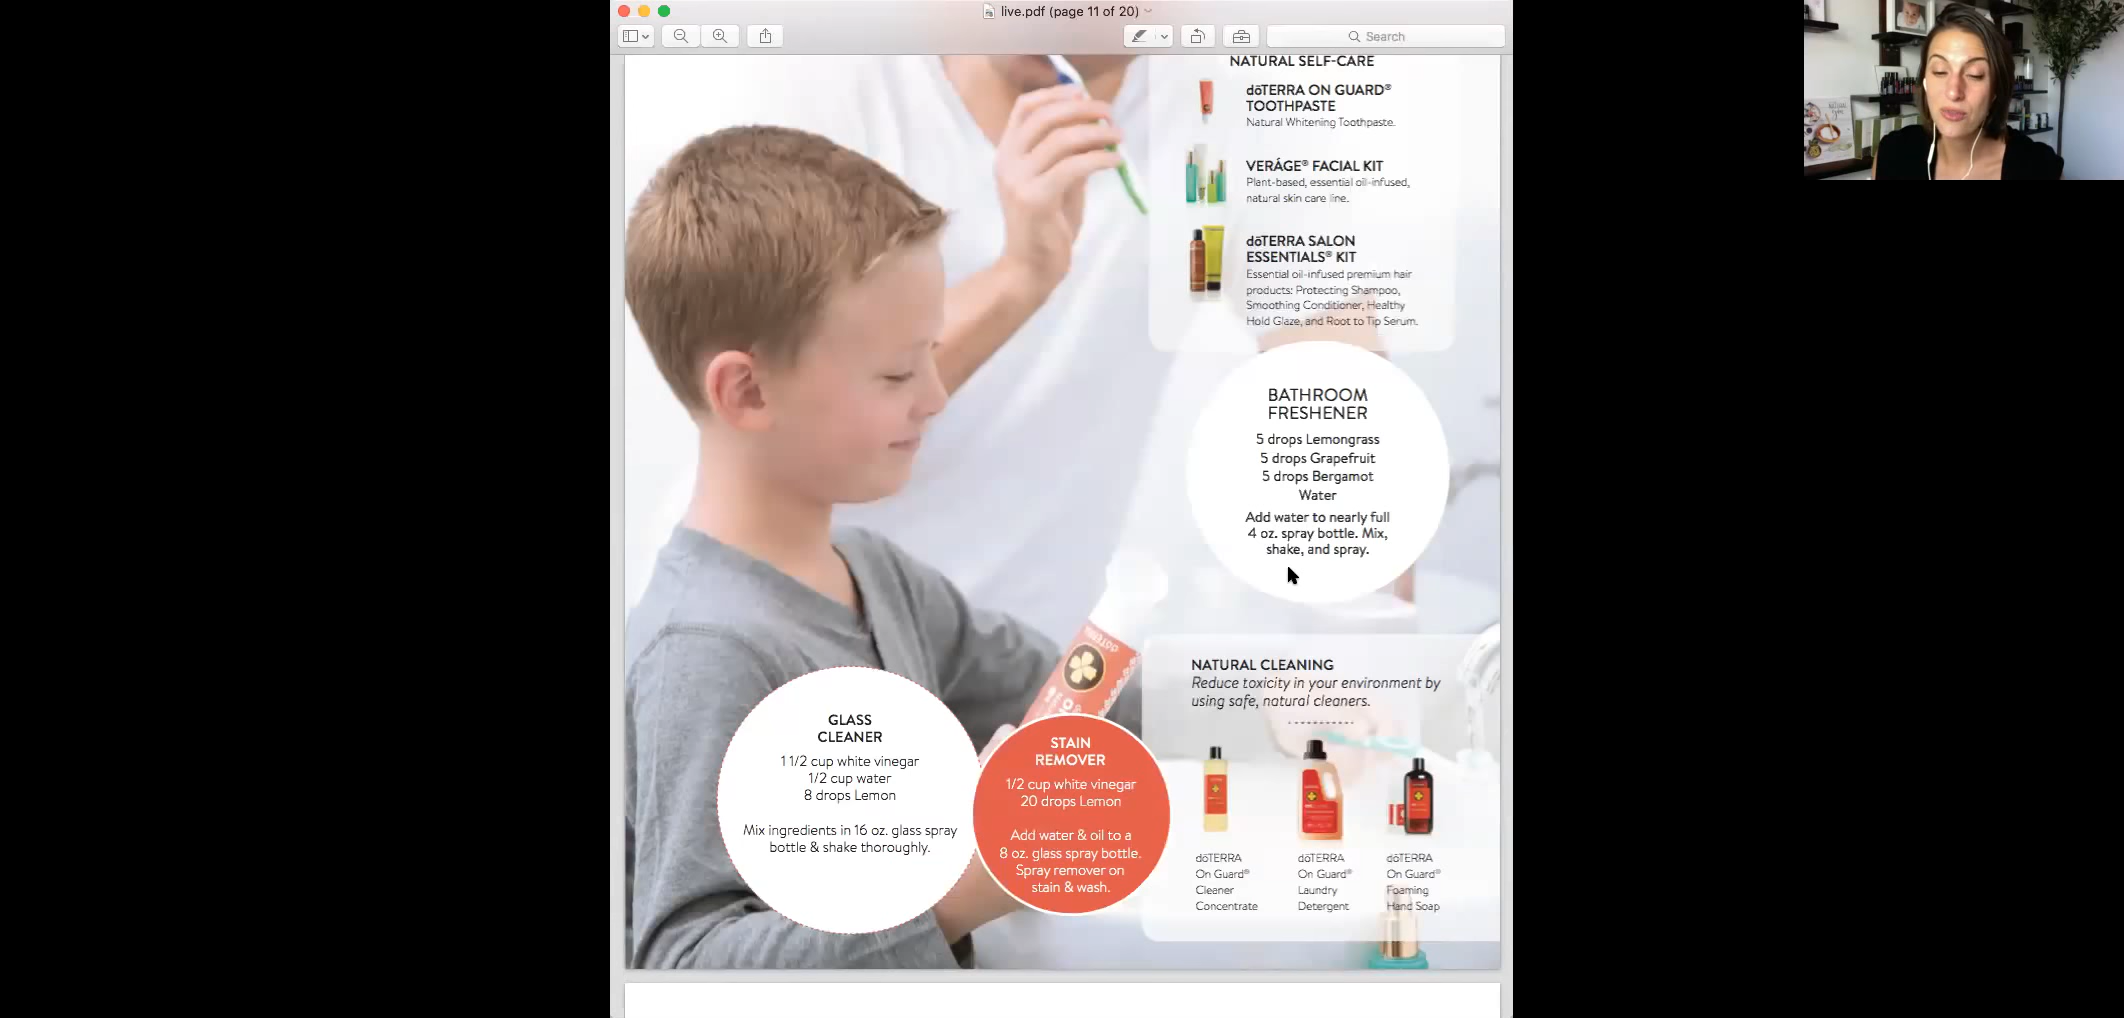 live.pdf (page 11 of 20)
Search
NATURAL SELF-CARE
dōTERRA ON GUARD®
TOOTHPASTE
Natural Whitening Toothpaste.
VERÁGE® FACIAL KIT
Plant-based, essential oil-infused,
natural skin care line.
dōTERRA SALON
ESSENTIALS® KIT
Essential oil-infused premium hair
products: Protecting Shampoo,
Smoothing Conditioner, Healthy
Hold Glaze, and Root to Tip Serum.
BATHROOM
FRESHENER
5 drops Lemongrass
5 drops Grapefruit
5 drops Bergamot
Water
Add water to nearly full
4 oz. spray bottle. Mix,
shake, and spray.
GLASS
CLEANER
1 1/2 cup white vinegar
1/2 cup water
8 drops Lemon
Mix ingredients in 16 oz. glass spray
bottle & shake thoroughly.
STAIN
REMOVER
1/2 cup white vinegar
20 drops Lemon
Add water & oil to a
8 oz. glass spray bottle.
Spray remover on
stain & wash.
NATURAL CLEANING
Reduce toxicity in your environment by
using safe, natural cleaners.
dōTERRA
On Guard®
Cleaner
Concentrate
dōTERRA
On Guard®
Laundry
Detergent
dōTERRA
On Guard®
Foaming
Hand Soap